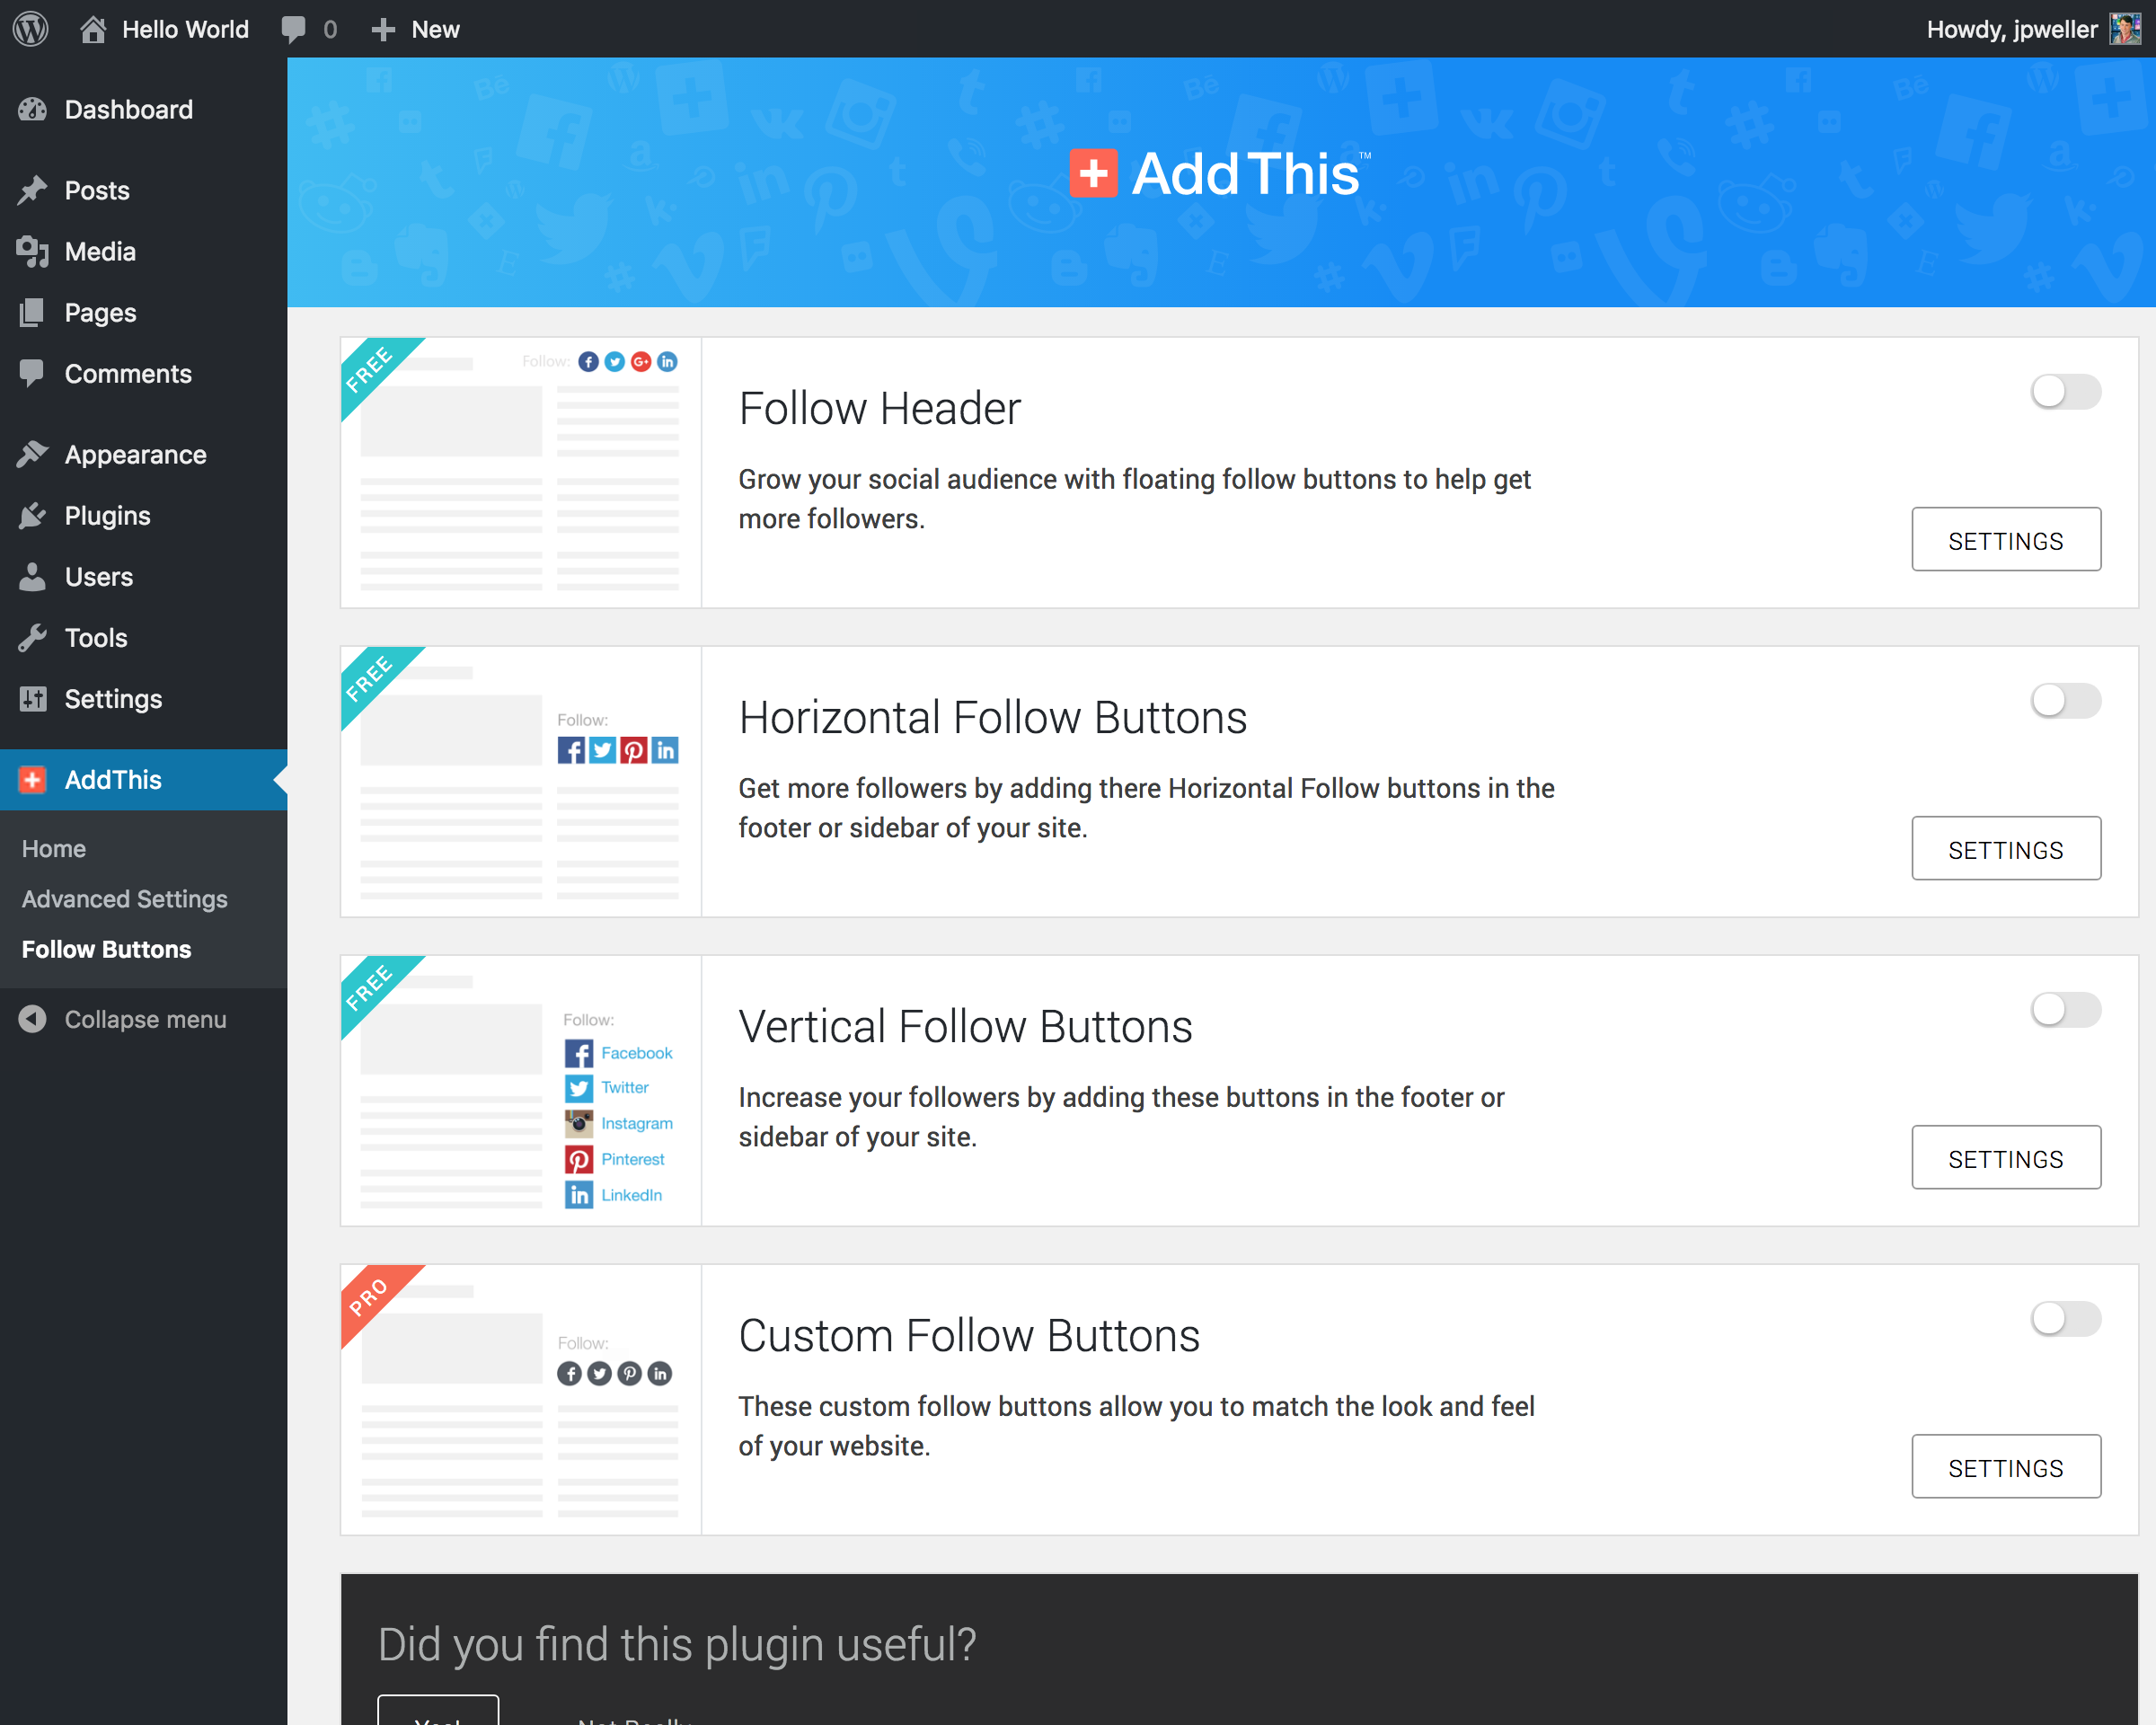 Hello World 0 New Howdy, jpweller
Dashboard
Posts
Media
Pages
Comments
Appearance
Plugins
Users
Tools
Settings
AddThis
Home
Advanced Settings
Follow Buttons
Collapse menu
AddThis™
FREE
Follow:
Follow Header
Grow your social audience with floating follow buttons to help get
more followers.
SETTINGS
FREE
Follow:
Horizontal Follow Buttons
Get more followers by adding there Horizontal Follow buttons in the
footer or sidebar of your site.
SETTINGS
FREE
Follow:
Facebook
Twitter
Instagram
Pinterest
LinkedIn
Vertical Follow Buttons
Increase your followers by adding these buttons in the footer or
sidebar of your site.
SETTINGS
PRO
Follow:
Custom Follow Buttons
These custom follow buttons allow you to match the look and feel
of your website.
SETTINGS
Did you find this plugin useful?
Yes! Not Really